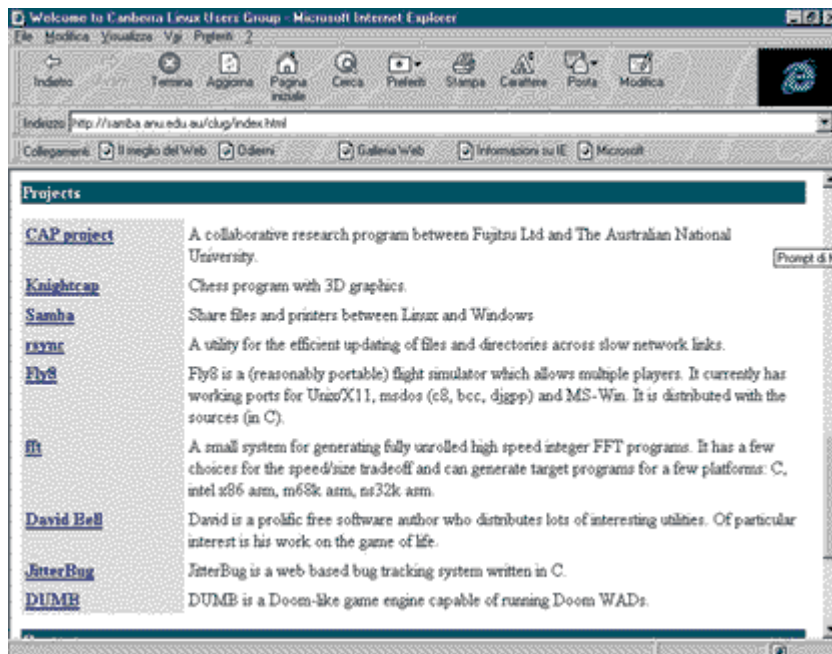 Welcome to Canberra Linux Users Group - Microsoft Internet Explorer
File Modifica Visualizza Vai Preferiti ?
Indietro Avanti Termina Aggiorna Pagina iniziale Cerca Preferiti Stampa Carattere Posta Modifica
Indirizzo http://samba.anu.edu.au/clug/index.html
Collegamenti Il meglio del Web Odierni Galleria Web Informazioni su IE Microsoft
Projects
CAP project A collaborative research program between Fujitsu Ltd and The Australian National
University.
Prompt di
Knightcap Chess program with 3D graphics.
Samba Share files and printers between Linux and Windows
rsync A utility for the efficient updating of files and directories across slow network links.
Fly8 Fly8 is a (reasonably portable) flight simulator which allows multiple players. It currently has
working ports for Unix/X11, msdos (c8, bcc, djgpp) and MS-Win. It is distributed with the
sources (in C).
fft A small system for generating fully unrolled high speed integer FFT programs. It has a few
choices for the speed/size tradeoff and can generate target programs for a few platforms: C,
intel x86 asm, m68k asm, ns32k asm.
David Bell David is a prolific free software author who distributes lots of interesting utilities. Of particular
interest is his work on the game of life.
JitterBug JitterBug is a web based bug tracking system written in C.
DUMB DUMB is a Doom-like game engine capable of running Doom WADs.